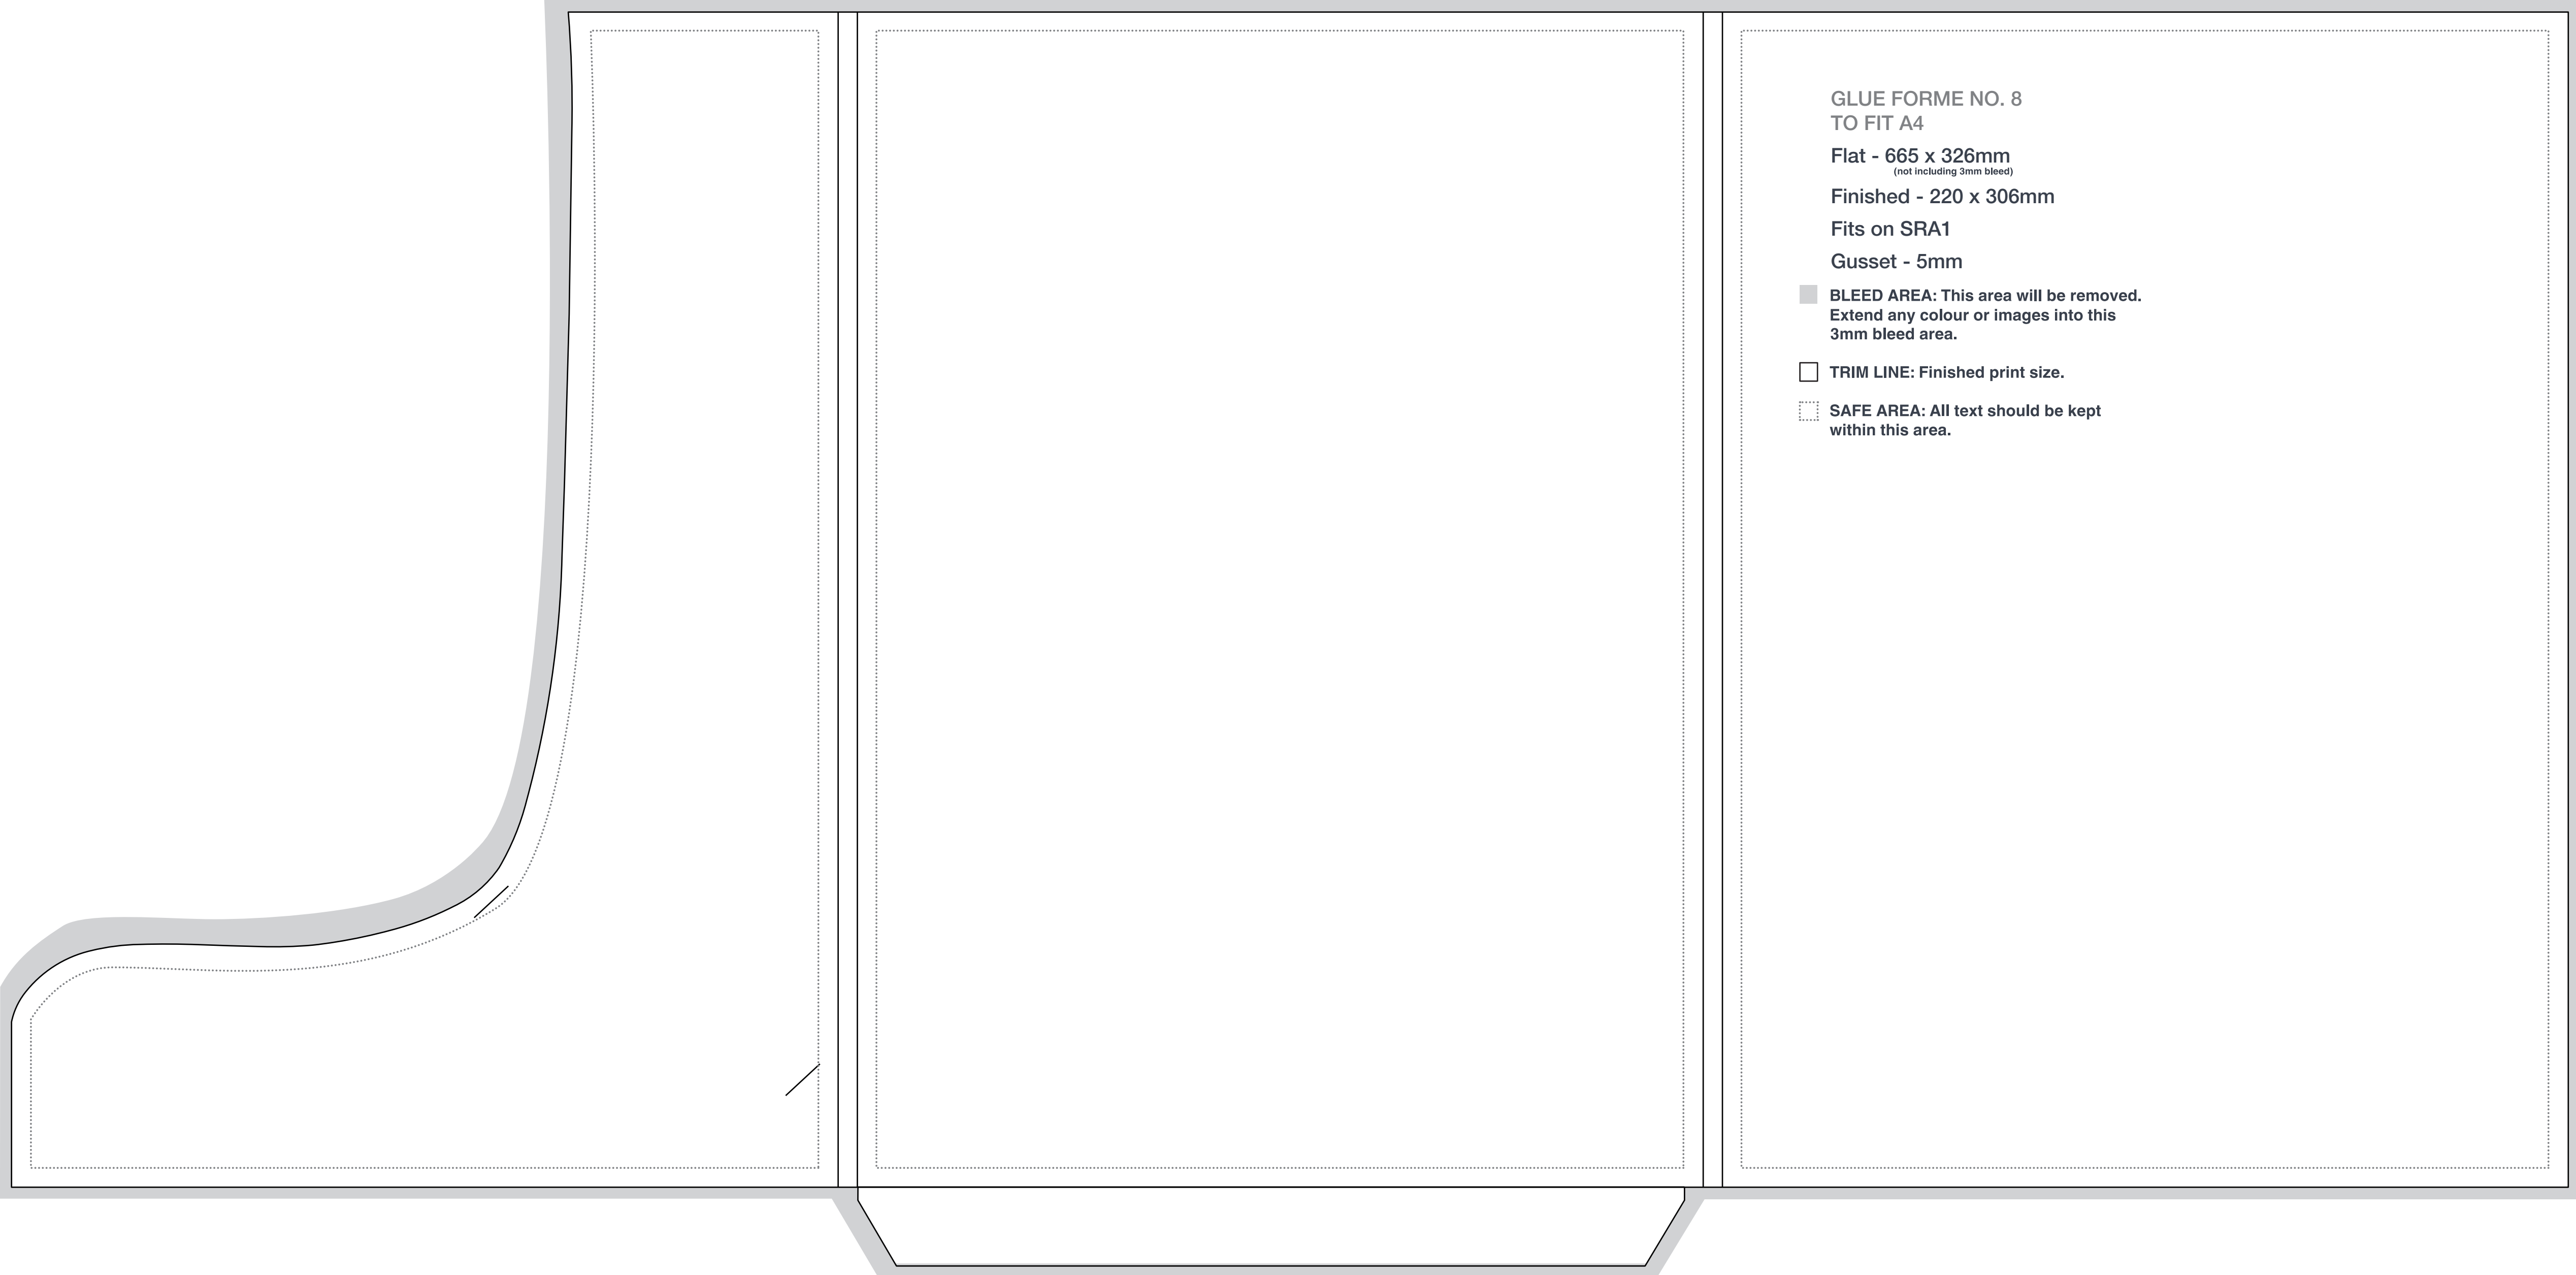 GLUE FORME NO. 8
TO FIT A4
Flat - 665 x 326mm
(not including 3mm bleed)
Finished - 220 x 306mm
Fits on SRA1
Gusset - 5mm
BLEED AREA: This area will be removed.
Extend any colour or images into this
3mm bleed area.
TRIM LINE: Finished print size.
SAFE AREA: All text should be kept
within this area.